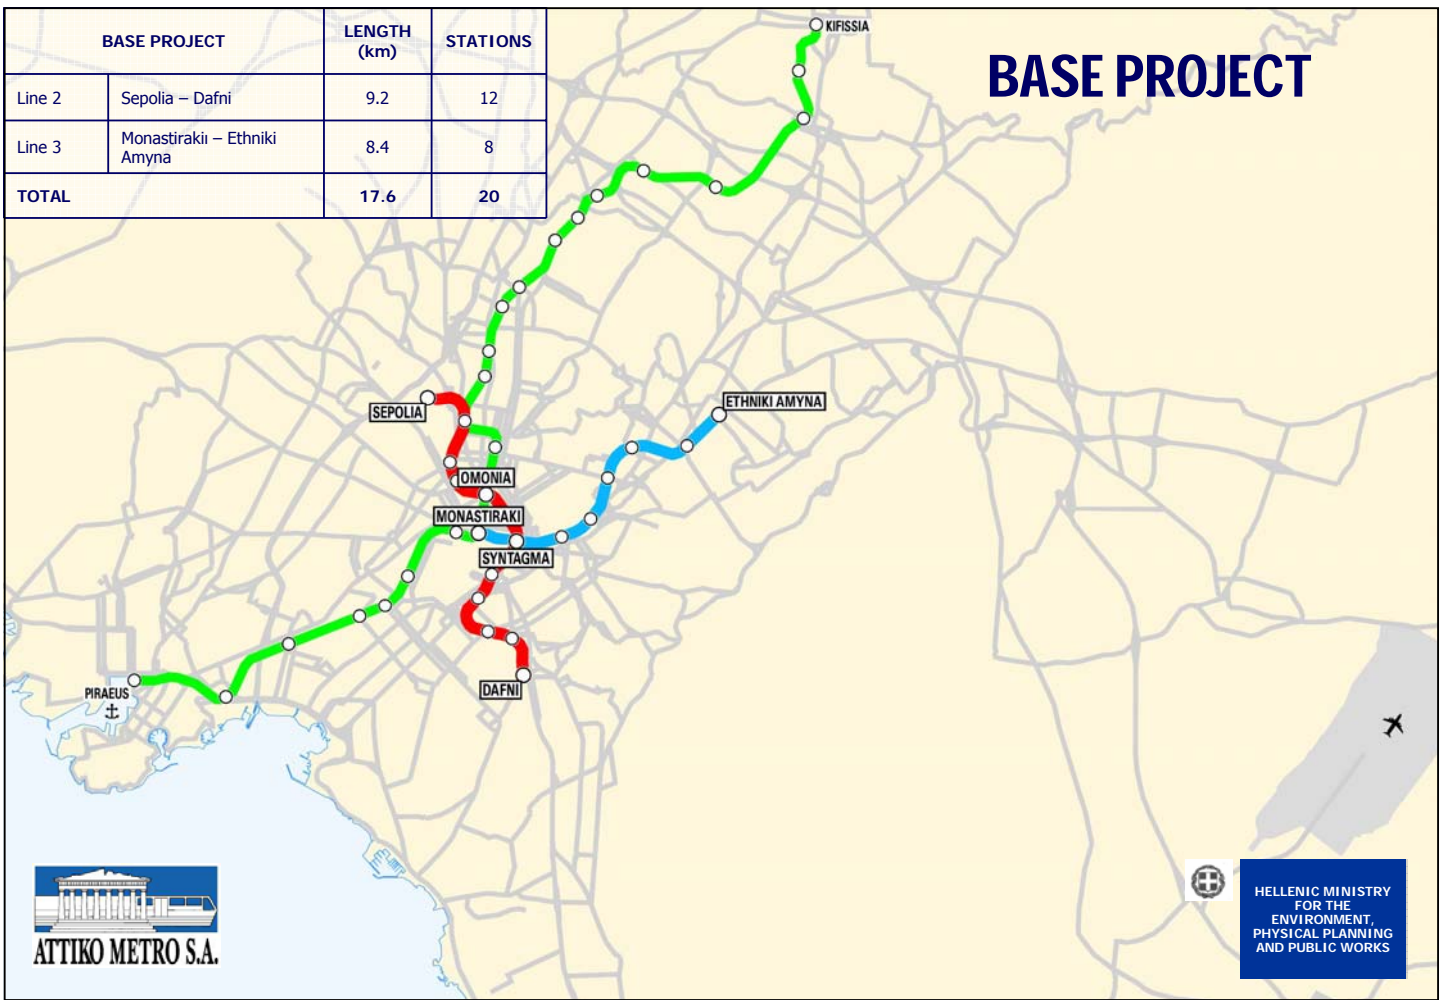 BASE PROJECT
LENGTH
(km)
STATIONS
Line 2
Sepolia – Dafni
9.2
12
Line 3
Monastirakiι – Ethniki
Amyna
8.4
8
TOTAL
17.6
20
BASE PROJECT
KIFISSIA
ETHNIKI AMYNA
SEPOLIA
OMONIA
MONASTIRAKI
SYNTAGMA
DAFNI
PIRAEUS
ATTIKO METRO S.A.
HELLENIC MINISTRY
FOR THE
ENVIRONMENT,
PHYSICAL PLANNING
AND PUBLIC WORKS